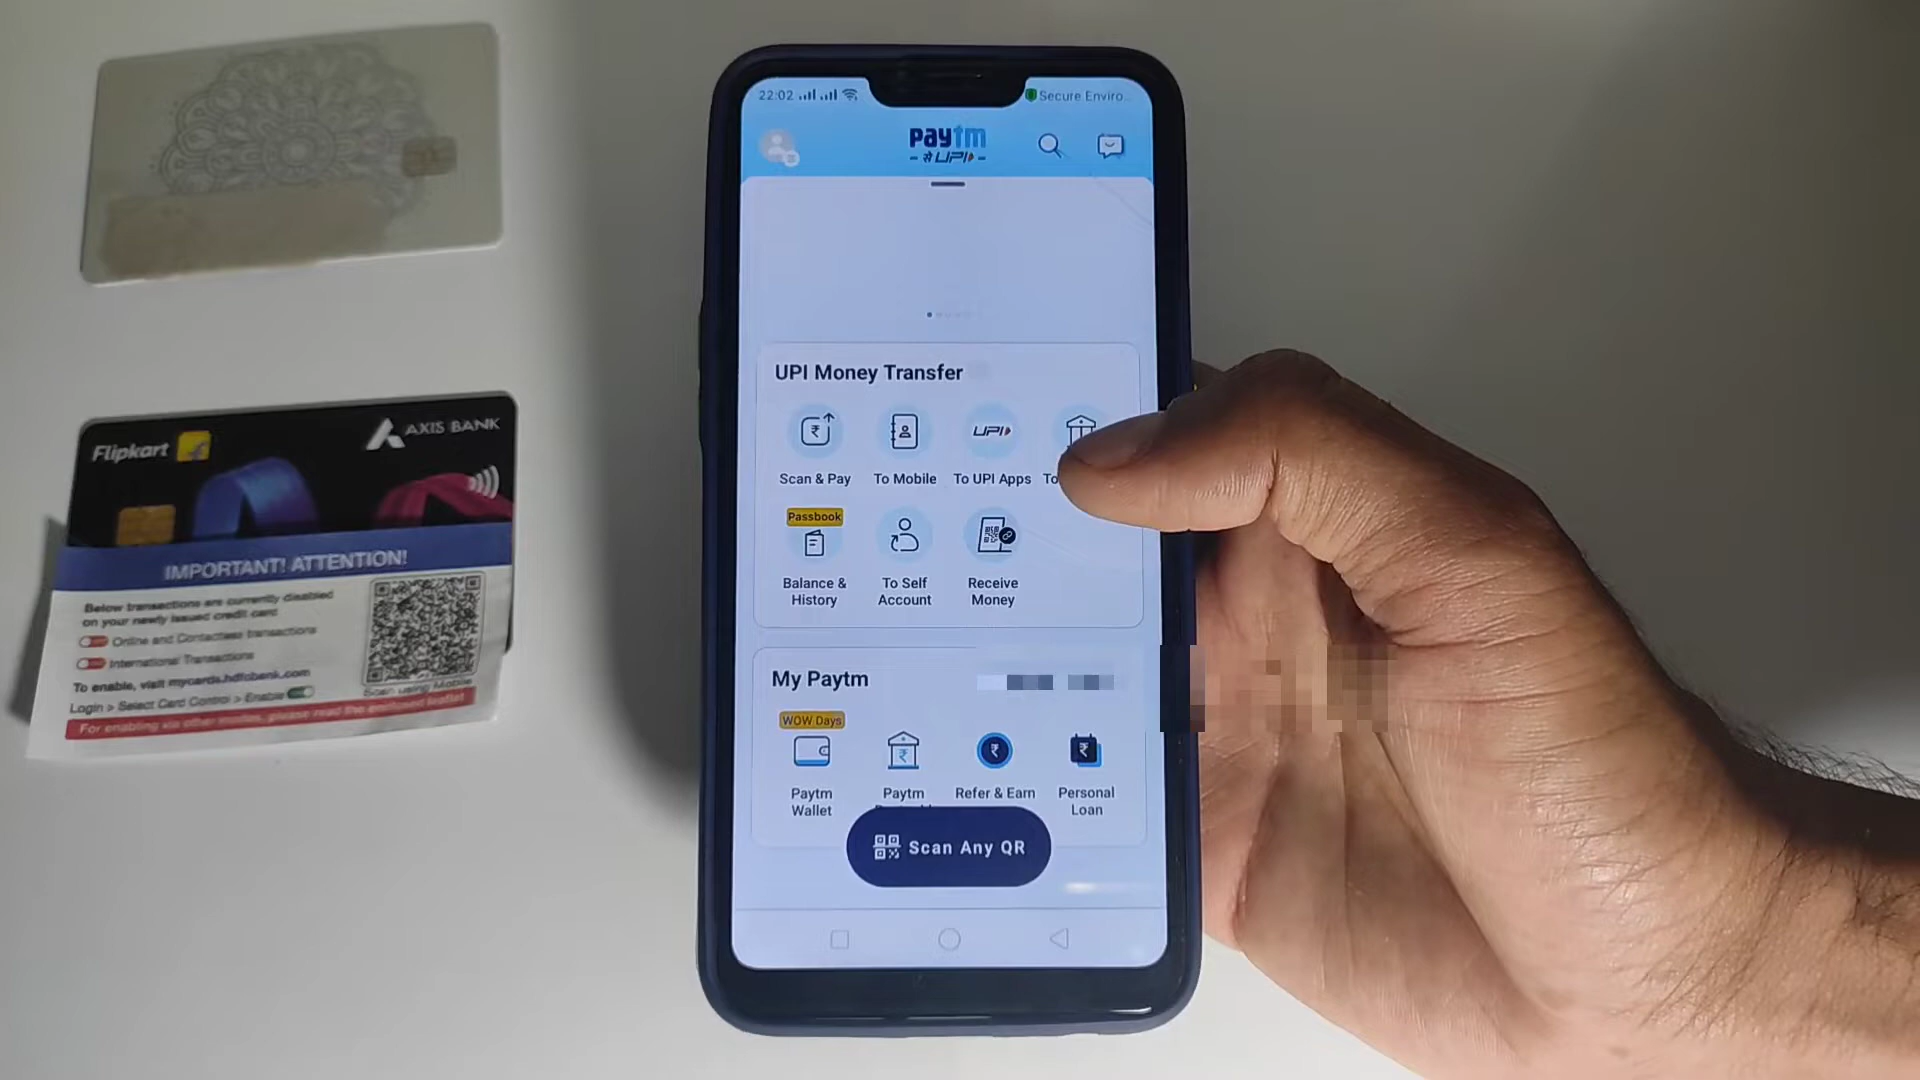 22:02
Secure Enviro...
paytm
UPI
UPI Money Transfer
Scan & Pay
To Mobile
UPI
To UPI Apps
To
Passbook
Balance &
History
To Self
Account
Receive
Money
My Paytm
WOW Days
Paytm
Wallet
Paytm
Refer & Earn
Personal
Loan
Scan Any QR
Flipkart
AXIS BANK
IMPORTANT! ATTENTION!
Below transactions are currently disabled
on your newly issued credit card
Online and Contactless transactions
International Transactions
To enable, visit mycards.hdfcbank.com
Login > Select Card Control > Enable
Scan using Mobile
For enabling via other modes, please read the enclosed leaflet